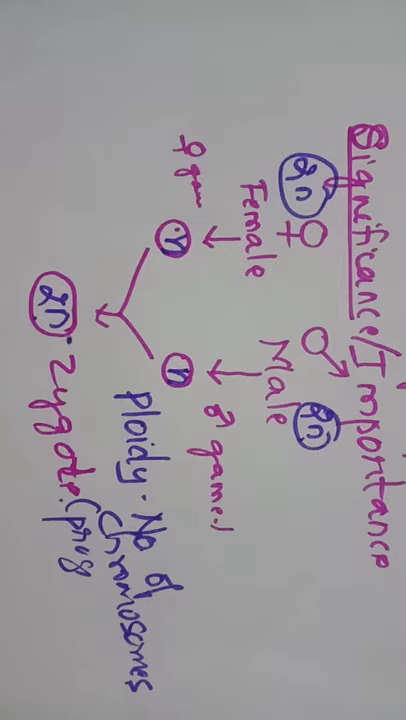 Significance/Importance
2n ♀ ♂ 2n
Female Male
♀ gam ♂ gamet
n n
Ploidy. No of
chromosomes
2n. Zygote. (prog